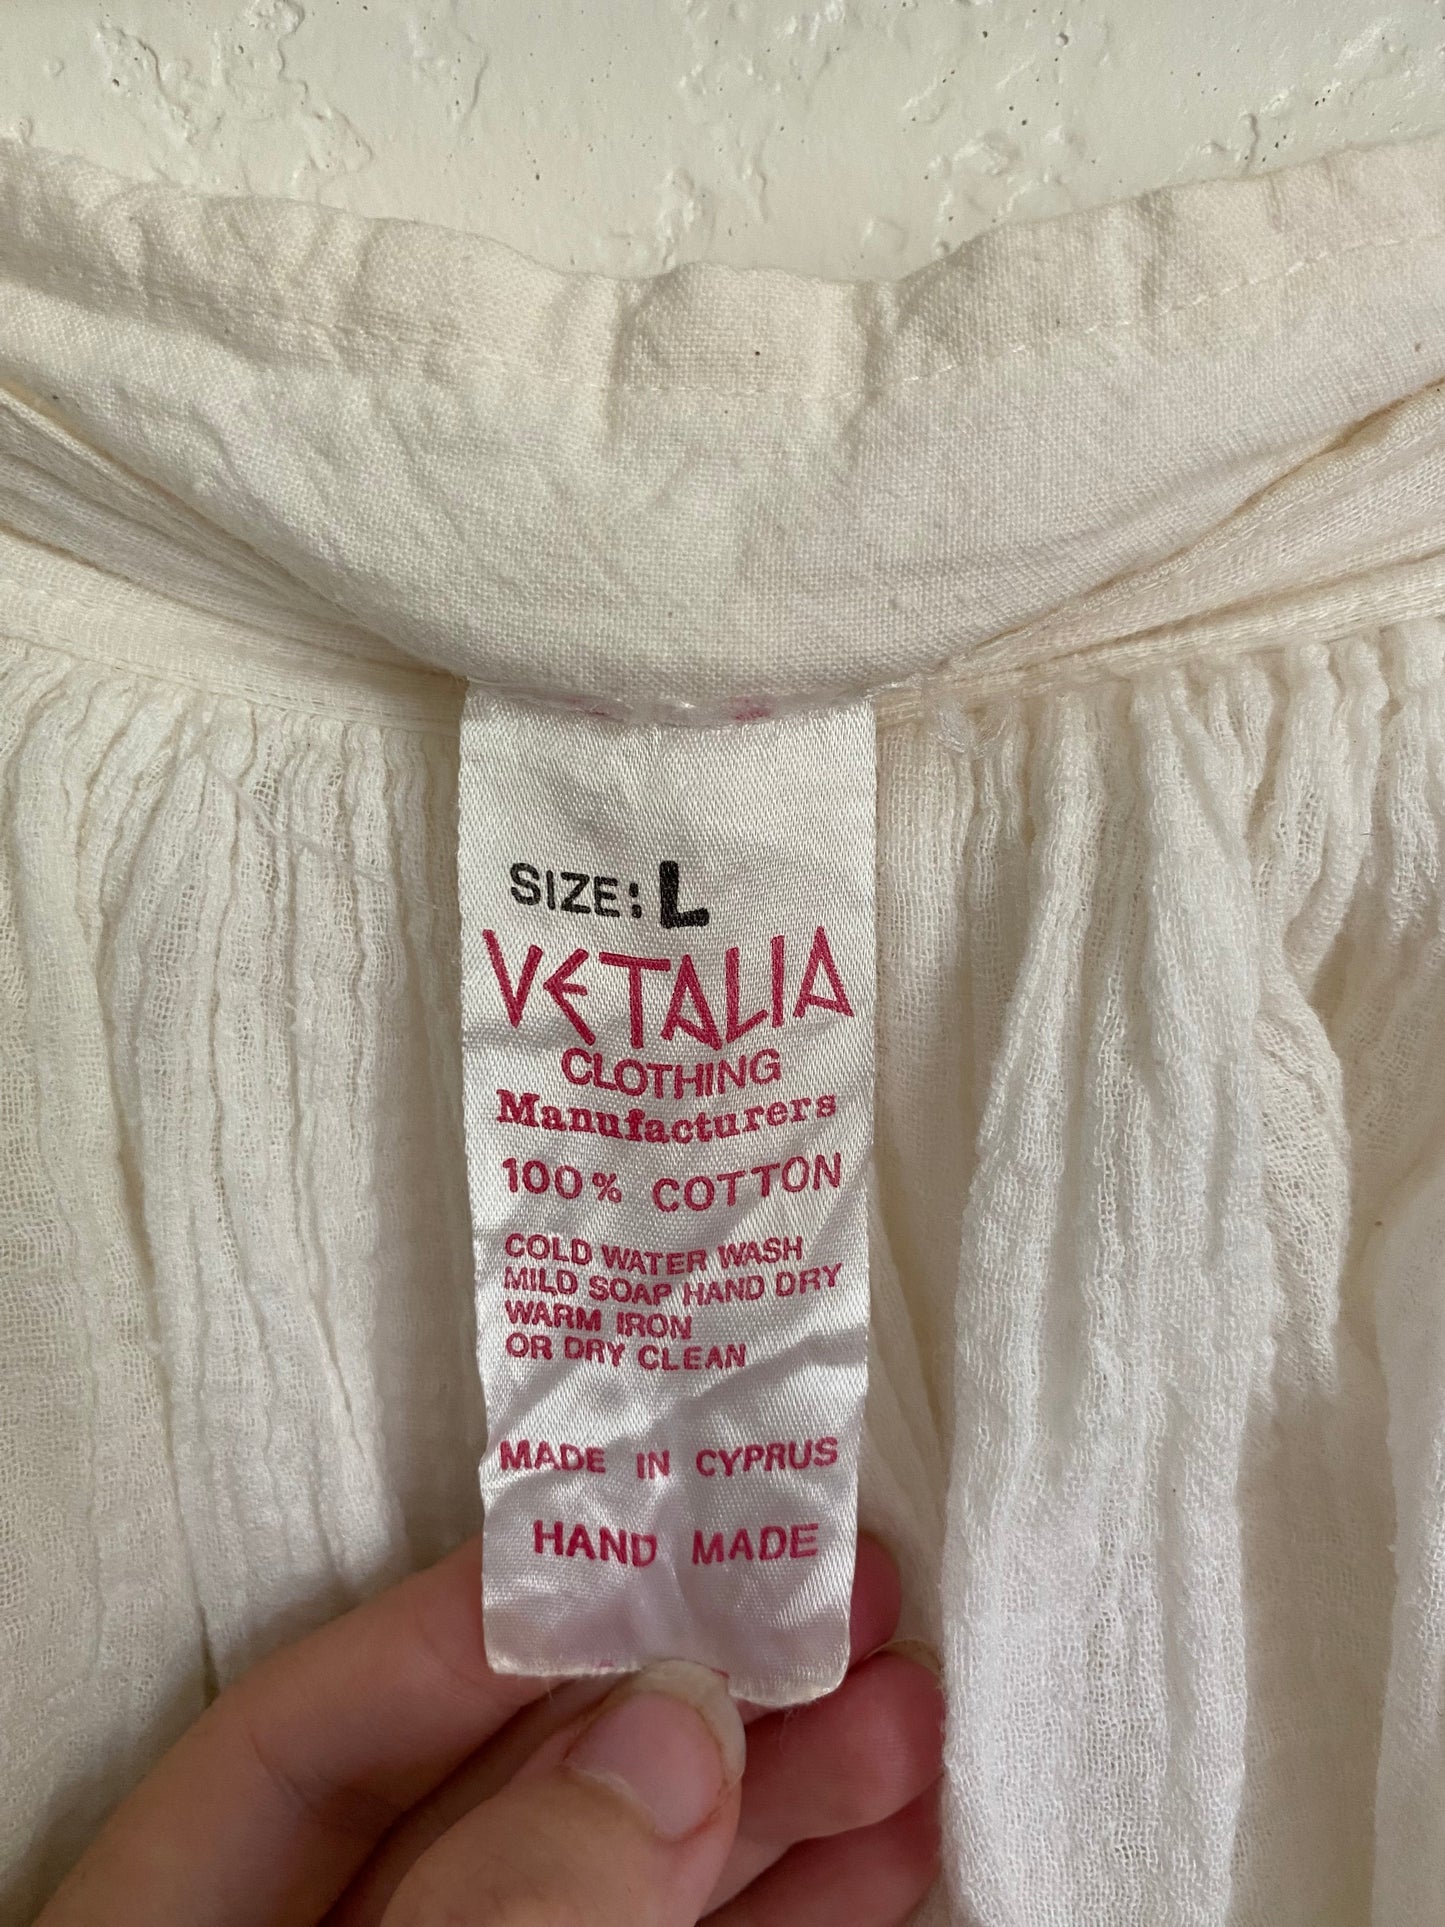 SIZE: L
VETALIA
CLOTHING
Manufacturers
100% COTTON
COLD WATER WASH
MILD SOAP HAND DRY
WARM IRON
OR DRY CLEAN
MADE IN CYPRUS
HAND MADE